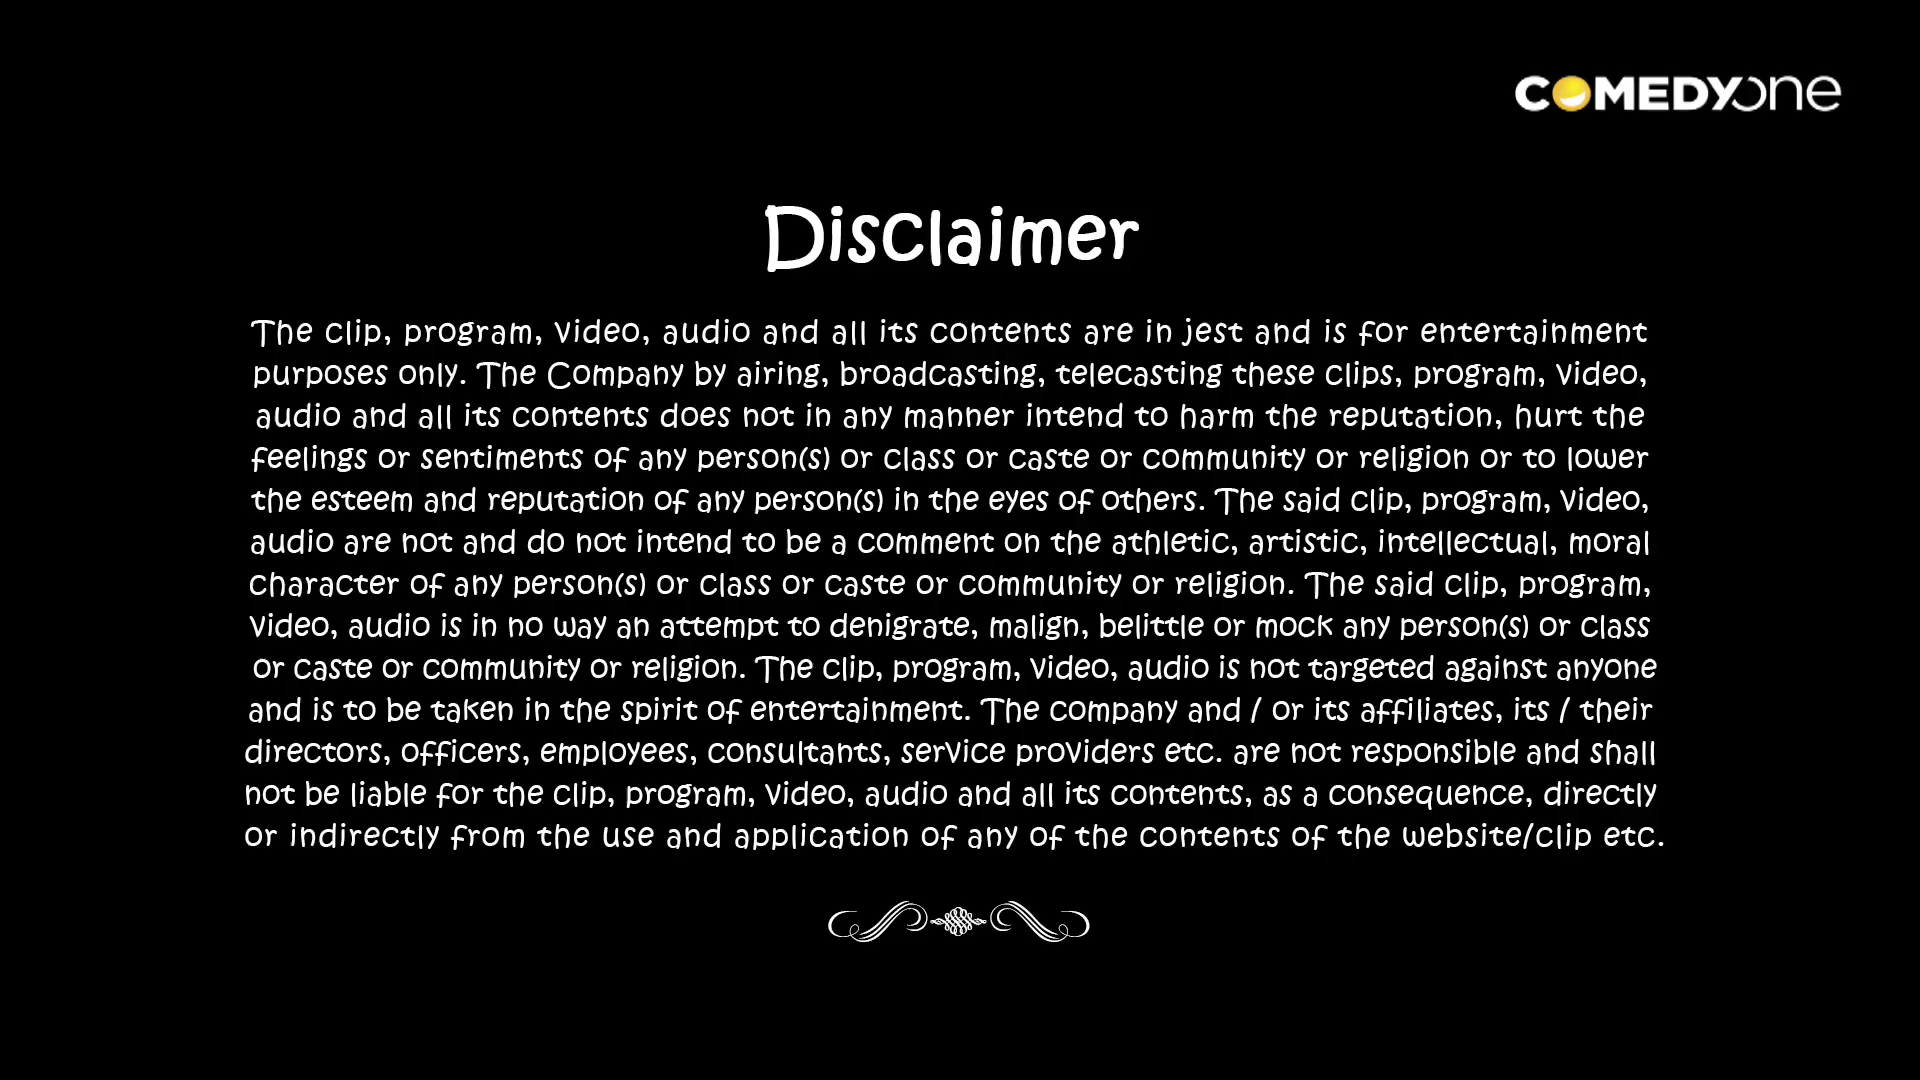 COMEDYONE
Disclaimer
The clip, program, video, audio and all its contents are in jest and is for entertainment
purposes only. The Company by airing, broadcasting, telecasting these clips, program, video,
audio and all its contents does not in any manner intend to harm the reputation, hurt the
feelings or sentiments of any person(s) or class or caste or community or religion or to lower
the esteem and reputation of any person(s) in the eyes of others. The said clip, program, video,
audio are not and do not intend to be a comment on the athletic, artistic, intellectual, moral
character of any person(s) or class or caste or community or religion. The said clip, program,
video, audio is in no way an attempt to denigrate, malign, belittle or mock any person(s) or class
or caste or community or religion. The clip, program, video, audio is not targeted against anyone
and is to be taken in the spirit of entertainment. The company and / or its affiliates, its / their
directors, officers, employees, consultants, service providers etc. are not responsible and shall
not be liable for the clip, program, video, audio and all its contents, as a consequence, directly
or indirectly from the use and application of any of the contents of the website/clip etc.